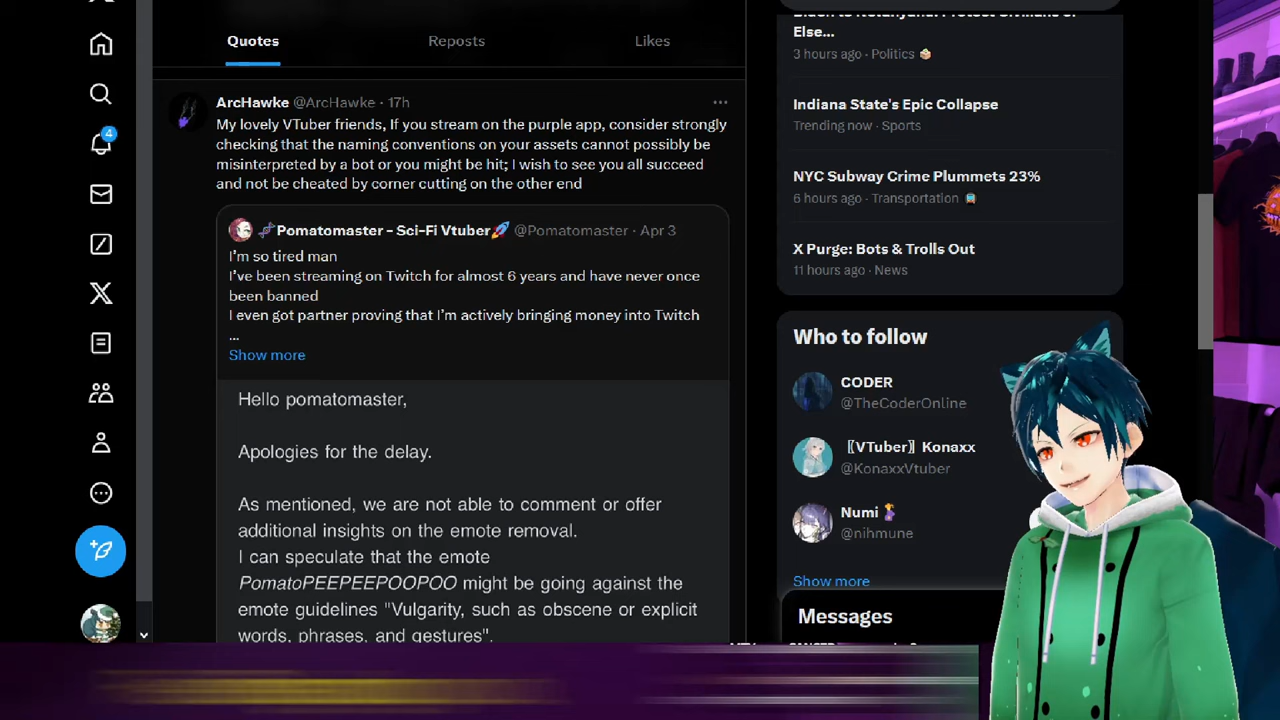 Quotes
Reposts
Likes
ArcHawke @ArcHawke · 17h
My lovely VTuber friends, If you stream on the purple app, consider strongly
checking that the naming conventions on your assets cannot possibly be
misinterpreted by a bot or you might be hit; I wish to see you all succeed
and not be cheated by corner cutting on the other end
Pomatomaster - Sci-Fi Vtuber @Pomatomaster · Apr 3
I'm so tired man
I've been streaming on Twitch for almost 6 years and have never once
been banned
I even got partner proving that I'm actively bringing money into Twitch
...
Show more
Hello pomatomaster,
Apologies for the delay.
As mentioned, we are not able to comment or offer
additional insights on the emote removal.
I can speculate that the emote
PomatoPEEPEEPOOPOO might be going against the
emote guidelines "Vulgarity, such as obscene or explicit
words, phrases, and gestures".
4
Biden to Netanyahu: Protect Civilians or
Else...
3 hours ago · Politics
Indiana State's Epic Collapse
Trending now · Sports
NYC Subway Crime Plummets 23%
6 hours ago · Transportation
X Purge: Bots & Trolls Out
11 hours ago · News
Who to follow
CODER
@TheCoderOnline
〖VTuber〗Konaxx
@KonaxxVtuber
Numi
@nihmune
Show more
Messages